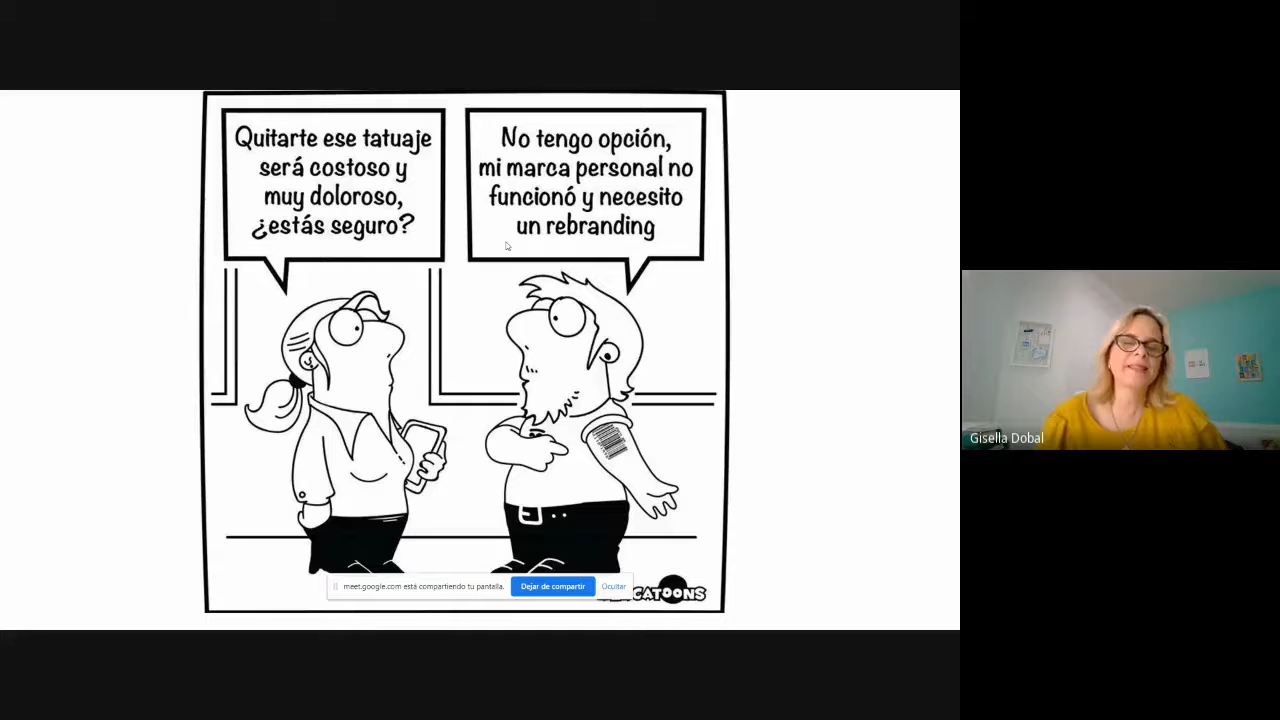 Quitarte ese tatuaje
será costoso y
muy doloroso,
¿estás seguro?
No tengo opción,
mi marca personal no
funcionó y necesito
un rebranding
meet.google.com está compartiendo tu pantalla.
Dejar de compartir
Ocultar
Gisella Dobal